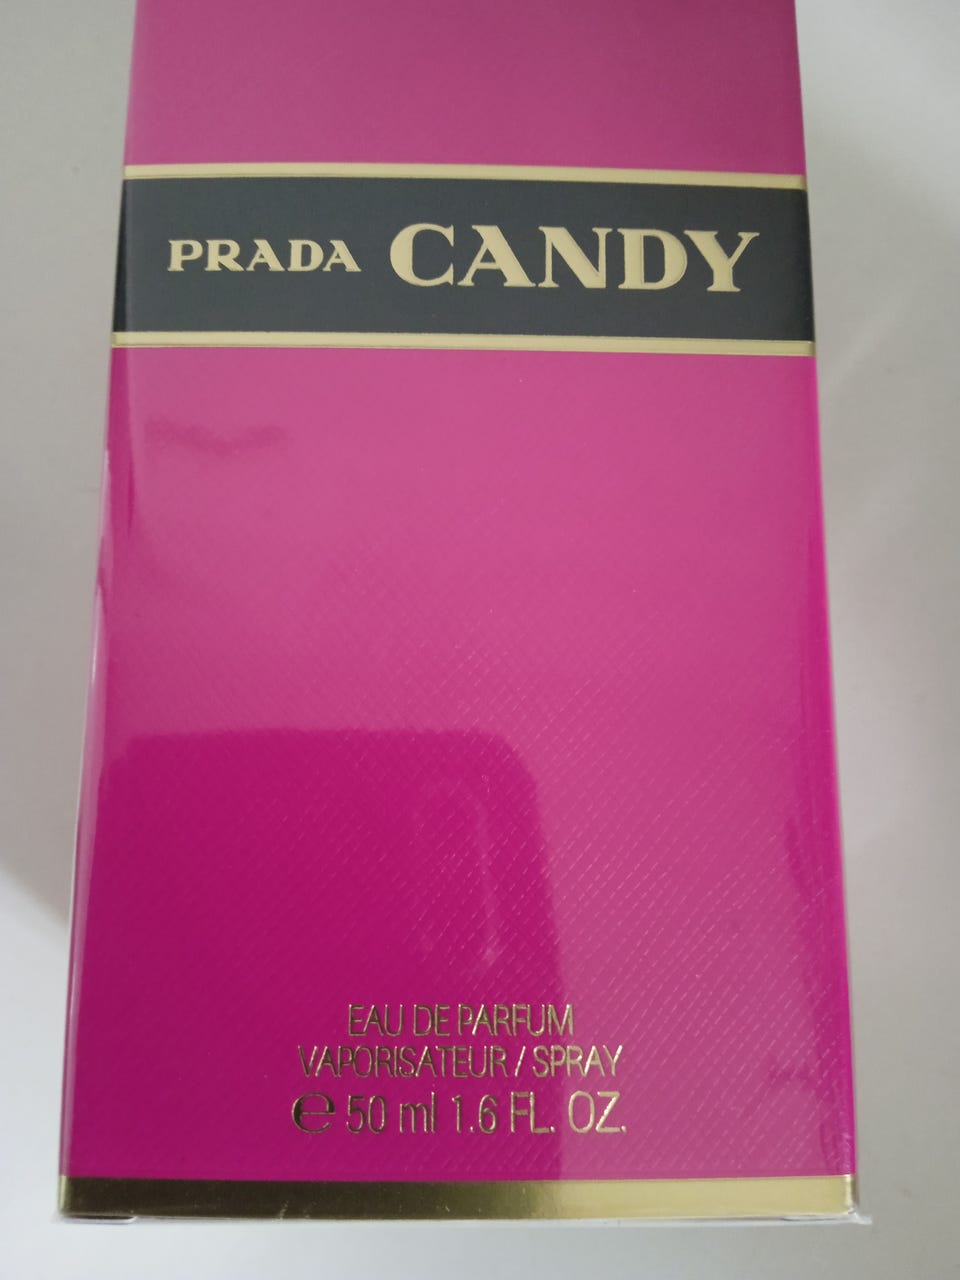 PRADA CANDY
EAU DE PARFUM
VAPORISATEUR / SPRAY
℮ 50 ml 1.6 FL. OZ.